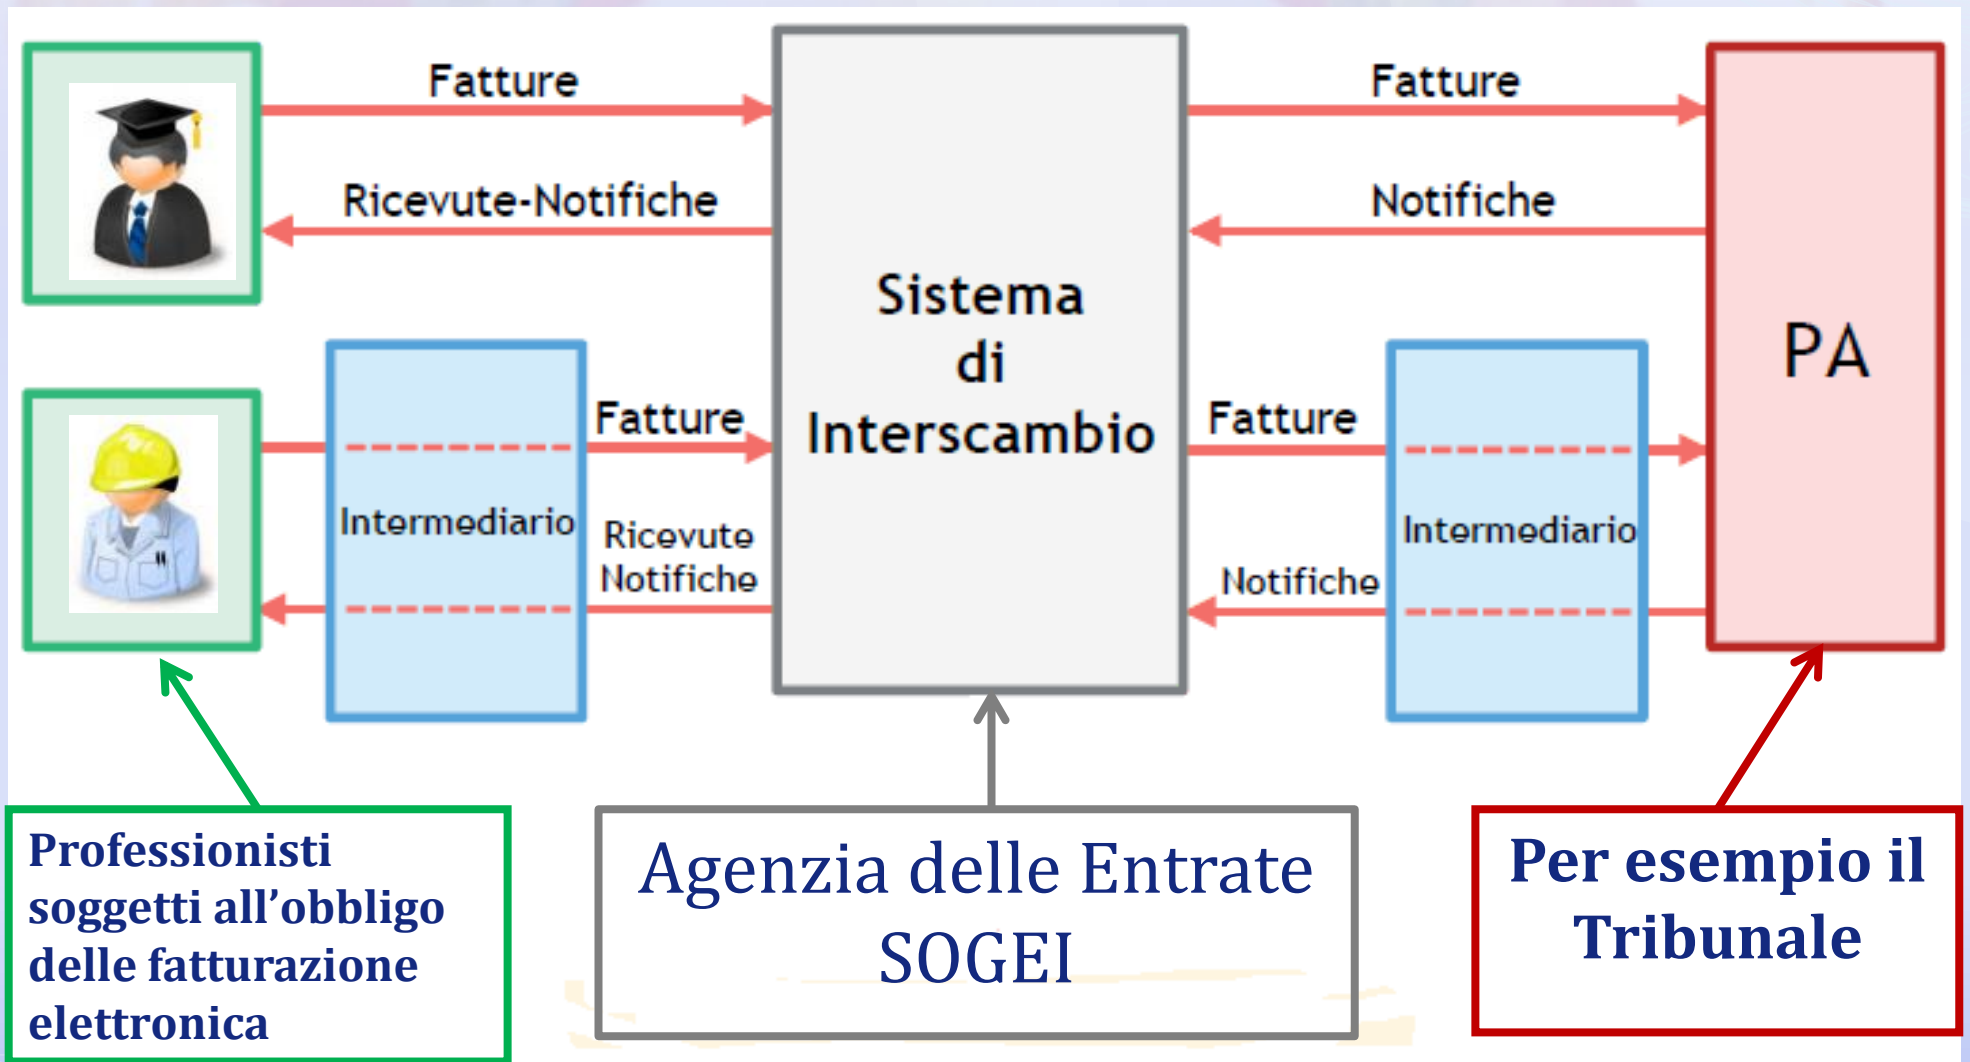 Fatture
Fatture
Ricevute-Notifiche
Notifiche
Sistema
di
Interscambio
PA
Fatture
Fatture
Intermediario
Ricevute
Notifiche
Intermediario
Notifiche
Professionisti
soggetti all’obbligo
delle fatturazione
elettronica
Agenzia delle Entrate
SOGEI
Per esempio il
Tribunale